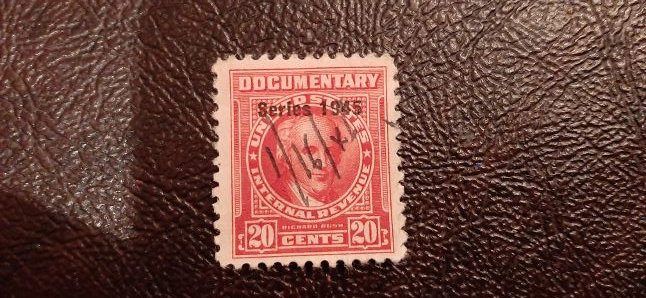 DOCUMENTARY
Series 1945
UNITED STATES
INTERNAL REVENUE
RICHARD RUSH
20 CENTS 20